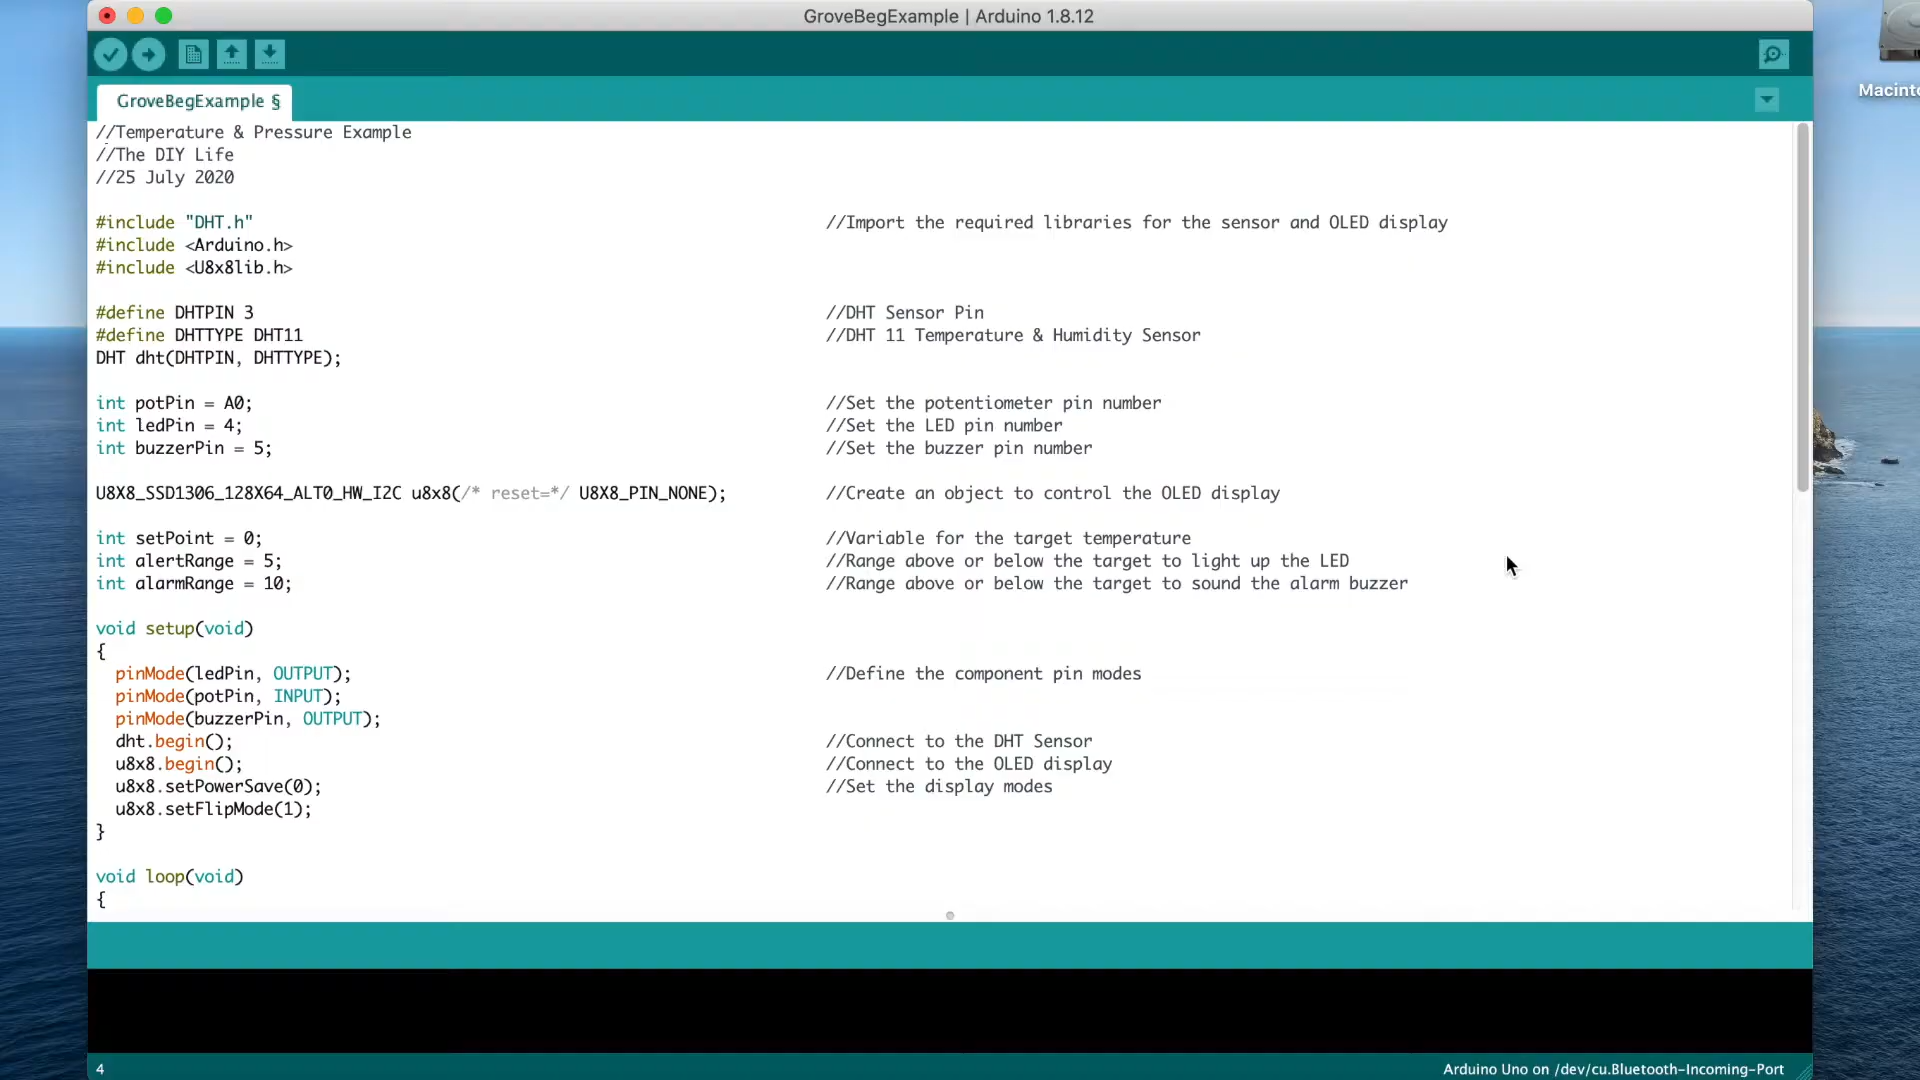 GroveBegExample | Arduino 1.8.12
GroveBegExample §
Macinto
//Temperature & Pressure Example
//The DIY Life
//25 July 2020
#include "DHT.h" //Import the required libraries for the sensor and OLED display
#include <Arduino.h>
#include <U8x8lib.h>
#define DHTPIN 3 //DHT Sensor Pin
#define DHTTYPE DHT11 //DHT 11 Temperature & Humidity Sensor
DHT dht(DHTPIN, DHTTYPE);
int potPin = A0; //Set the potentiometer pin number
int ledPin = 4; //Set the LED pin number
int buzzerPin = 5; //Set the buzzer pin number
U8X8_SSD1306_128X64_ALT0_HW_I2C u8x8(/* reset=*/ U8X8_PIN_NONE); //Create an object to control the OLED display
int setPoint = 0; //Variable for the target temperature
int alertRange = 5; //Range above or below the target to light up the LED
int alarmRange = 10; //Range above or below the target to sound the alarm buzzer
void setup(void)
{
pinMode(ledPin, OUTPUT); //Define the component pin modes
pinMode(potPin, INPUT);
pinMode(buzzerPin, OUTPUT);
dht.begin(); //Connect to the DHT Sensor
u8x8.begin(); //Connect to the OLED display
u8x8.setPowerSave(0); //Set the display modes
u8x8.setFlipMode(1);
}
void loop(void)
{
4
Arduino Uno on /dev/cu.Bluetooth-Incoming-Port